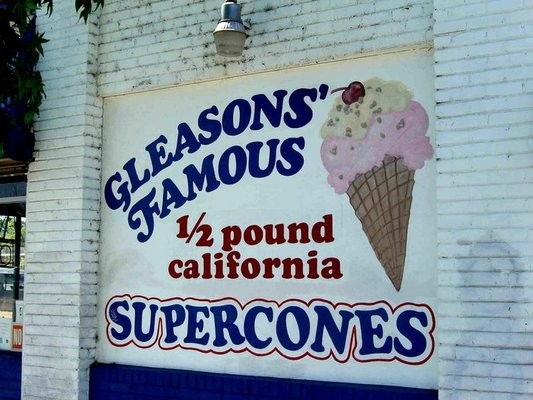 GLEASONS'
FAMOUS
1/2 pound
california
SUPERCONES